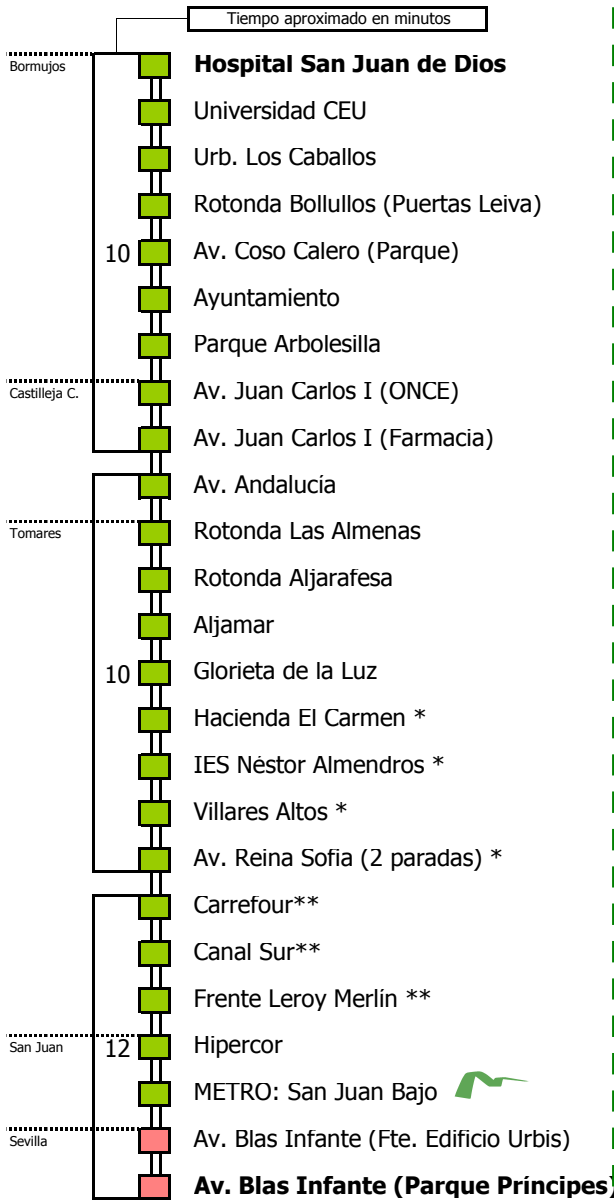 Tiempo aproximado en minutos
Bormujos
Hospital San Juan de Dios
Universidad CEU
Urb. Los Caballos
Rotonda Bollullos (Puertas Leiva)
10
Av. Coso Calero (Parque)
Ayuntamiento
Parque Arbolesilla
Castilleja C.
Av. Juan Carlos I (ONCE)
Av. Juan Carlos I (Farmacia)
Av. Andalucía
Tomares
Rotonda Las Almenas
Rotonda Aljarafesa
Aljamar
10
Glorieta de la Luz
Hacienda El Carmen *
IES Néstor Almendros *
Villares Altos *
Av. Reina Sofia (2 paradas) *
Carrefour**
Canal Sur**
Frente Leroy Merlín **
San Juan
12
Hipercor
METRO: San Juan Bajo
Sevilla
Av. Blas Infante (Fte. Edificio Urbis)
Av. Blas Infante (Parque Príncipes)